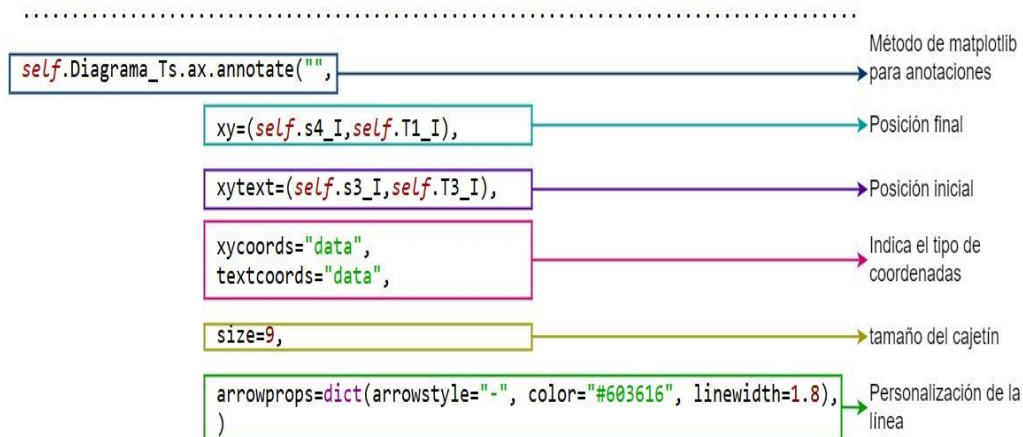 Método de matplotlib
self.Diagrama_Ts.ax.annotate("",
para anotaciones
xy=(self.s4_I,self.T1_I),
Posición final
xytext=(self.s3_I,self.T3_I),
Posición inicial
xycoords="data",
textcoords="data",
Indica el tipo de
coordenadas
size=9,
tamaño del cajetín
arrowprops=dict(arrowstyle="-", color="#603616", linewidth=1.8),
)
Personalización de la
línea